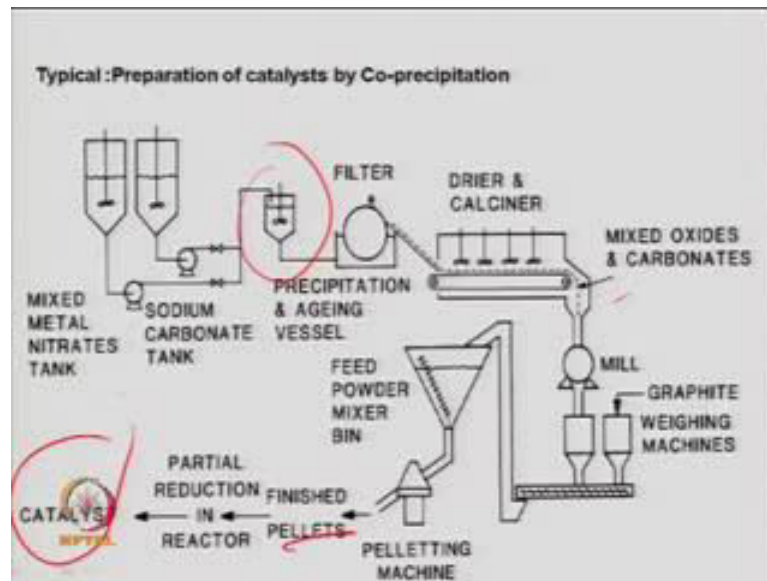 Typical :Preparation of catalysts by Co-precipitation
FILTER
DRIER &
CALCINER
MIXED OXIDES
& CARBONATES
MIXED
METAL
NITRATES
TANK
SODIUM
CARBONATE
TANK
PRECIPITATION
& AGEING
VESSEL
FEED
POWDER
MIXER
BIN
MILL
GRAPHITE
WEIGHING
MACHINES
PELLETTING
MACHINE
FINISHED
PELLETS
PARTIAL
REDUCTION
IN
REACTOR
CATALYST
NPTEL